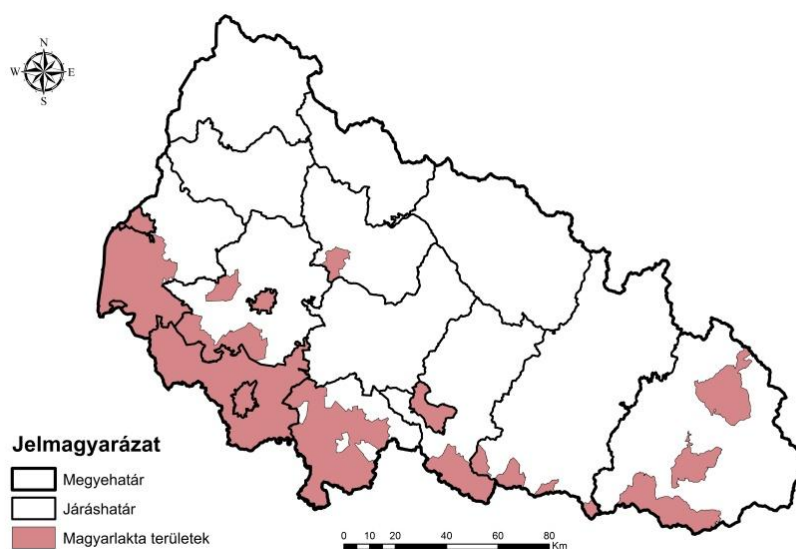 N
W E
S
Jelmagyarázat
Megyehatár
Járáshatár
Magyarlakta területek
0 10 20 40 60 80
Km